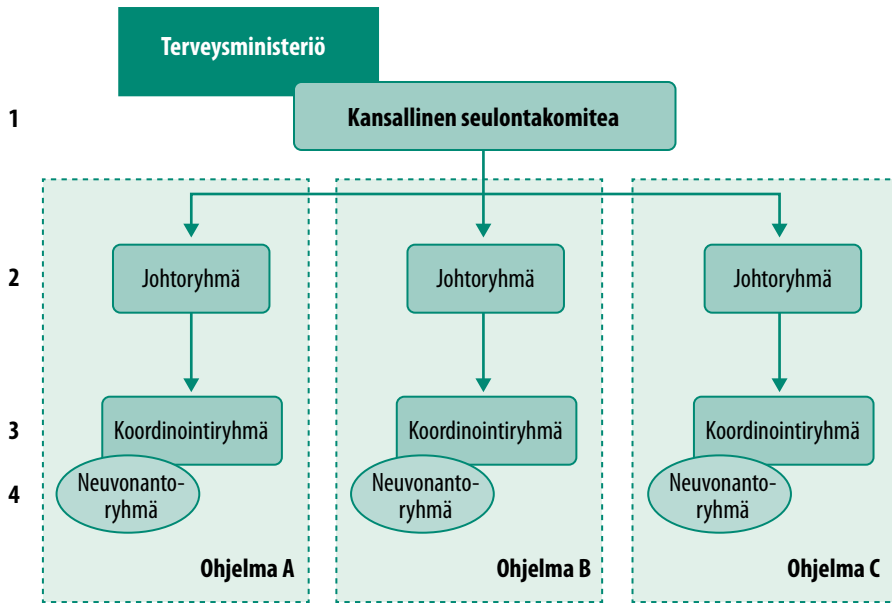 Terveysministeriö
1
Kansallinen seulontakomitea
2
Johtoryhmä
Johtoryhmä
Johtoryhmä
3
Koordinointiryhmä
Koordinointiryhmä
Koordinointiryhmä
4
Neuvonanto-
ryhmä
Neuvonanto-
ryhmä
Neuvonanto-
ryhmä
Ohjelma A
Ohjelma B
Ohjelma C